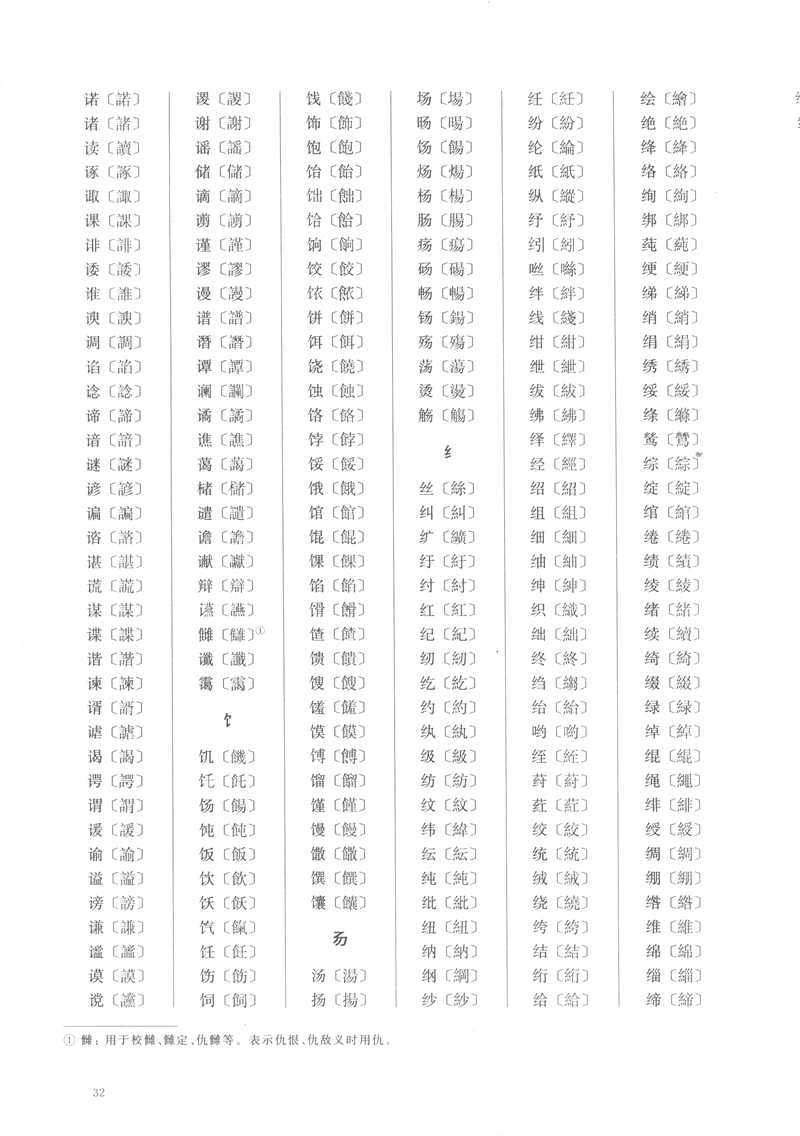 诺〔諾〕
诸〔諸〕
读〔讀〕
诼〔諑〕
诹〔諏〕
课〔課〕
诽〔誹〕
诿〔諉〕
谁〔誰〕
谀〔諛〕
调〔調〕
谄〔諂〕
谂〔諗〕
谛〔諦〕
谙〔諳〕
谜〔謎〕
谚〔諺〕
谝〔諞〕
谘〔諮〕
谌〔諶〕
谎〔謊〕
谋〔謀〕
谍〔諜〕
谐〔諧〕
谏〔諫〕
谞〔諝〕
谑〔謔〕
谒〔謁〕
谔〔諤〕
谓〔謂〕
谖〔諼〕
谕〔諭〕
谥〔謚〕
谤〔謗〕
谦〔謙〕
谧〔謐〕
谟〔謨〕
谠〔讜〕
谡〔謖〕
谢〔謝〕
谣〔謠〕
储〔儲〕
谪〔謫〕
谫〔譾〕
谨〔謹〕
谬〔謬〕
谩〔謾〕
谱〔譜〕
谮〔譖〕
谭〔譚〕
谰〔讕〕
谲〔譎〕
谯〔譙〕
蔼〔藹〕
槠〔櫧〕
谴〔譴〕
谵〔譫〕
谳〔讞〕
辩〔辯〕
䜩〔讌〕
雠〔讎〕①
谶〔讖〕
霭〔靄〕
饣
饥〔饑〕
饦〔飥〕
饧〔餳〕
饨〔飩〕
饭〔飯〕
饮〔飲〕
饫〔飫〕
饩〔餼〕
饪〔飪〕
饬〔飭〕
饲〔飼〕
饯〔餞〕
饰〔飾〕
饱〔飽〕
饴〔飴〕
饳〔飿〕
饸〔餄〕
饷〔餉〕
饺〔餃〕
饻〔餏〕
饼〔餅〕
饵〔餌〕
饶〔饒〕
蚀〔蝕〕
饹〔餎〕
饽〔餑〕
馁〔餒〕
饿〔餓〕
馆〔館〕
馄〔餛〕
馃〔餜〕
馅〔餡〕
馉〔餶〕
馇〔餷〕
馈〔饋〕
馊〔餿〕
馐〔饈〕
馍〔饃〕
馎〔餺〕
馏〔餾〕
馑〔饉〕
馒〔饅〕
馓〔饊〕
馔〔饌〕
馕〔饢〕
𠃓
汤〔湯〕
扬〔揚〕
场〔場〕
旸〔暘〕
饧〔餳〕
炀〔煬〕
杨〔楊〕
肠〔腸〕
疡〔瘍〕
砀〔碭〕
畅〔暢〕
钖〔鍚〕
殇〔殤〕
荡〔蕩〕
烫〔燙〕
觞〔觴〕
纟
丝〔絲〕
纠〔糾〕
纩〔纊〕
纡〔紆〕
纣〔紂〕
红〔紅〕
纪〔紀〕
纫〔紉〕
纥〔紇〕
约〔約〕
纨〔紈〕
级〔級〕
纺〔紡〕
纹〔紋〕
纬〔緯〕
纭〔紜〕
纯〔純〕
纰〔紕〕
纽〔紐〕
纳〔納〕
纲〔綱〕
纱〔紗〕
纴〔紝〕
纷〔紛〕
纶〔綸〕
纸〔紙〕
纵〔縱〕
纾〔紓〕
纼〔紖〕
咝〔噝〕
绊〔絆〕
线〔綫〕
绀〔紺〕
绁〔紲〕
绂〔紱〕
绋〔紼〕
绎〔繹〕
经〔經〕
绍〔紹〕
组〔組〕
细〔細〕
䌷〔紬〕
绅〔紳〕
织〔織〕
绌〔絀〕
终〔終〕
绉〔縐〕
绐〔紿〕
哟〔喲〕
绖〔絰〕
荮〔葤〕
荭〔葒〕
绞〔絞〕
统〔統〕
绒〔絨〕
绕〔繞〕
绔〔絝〕
结〔結〕
绗〔絎〕
给〔給〕
绘〔繪〕
绝〔絕〕
绛〔絳〕
络〔絡〕
绚〔絢〕
绑〔綁〕
莼〔蒓〕
绠〔綆〕
绨〔綈〕
绡〔綃〕
绢〔絹〕
绣〔綉〕
绥〔綏〕
绦〔縧〕
鸶〔鷥〕
综〔綜〕
绽〔綻〕
绾〔綰〕
绻〔綣〕
绩〔績〕
绫〔綾〕
绪〔緒〕
续〔續〕
绮〔綺〕
缀〔綴〕
绿〔綠〕
绰〔綽〕
绲〔緄〕
绳〔繩〕
绯〔緋〕
绶〔綬〕
绸〔綢〕
绷〔綳〕
绺〔綹〕
维〔維〕
绵〔綿〕
缁〔緇〕
缔〔締〕
① 雠：用于校雠、雠定、仇雠等。表示仇恨、仇敌义时用仇。
32